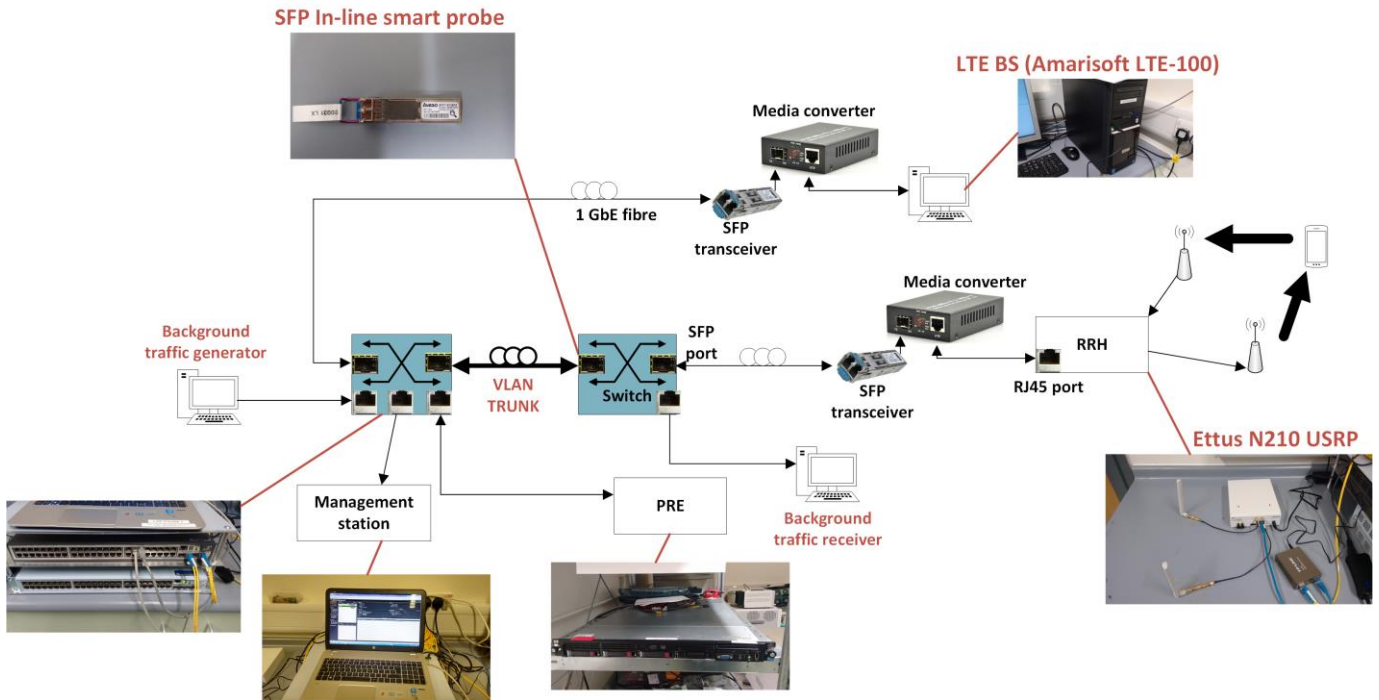 SFP In-line smart probe
LTE BS (Amarisoft LTE-100)
Media converter
1 GbE fibre
SFP
transceiver
Media converter
Background
traffic generator
SFP
port
VLAN
TRUNK
Switch
RRH
RJ45 port
SFP
transceiver
Ettus N210 USRP
Management
station
PRE
Background
traffic receiver